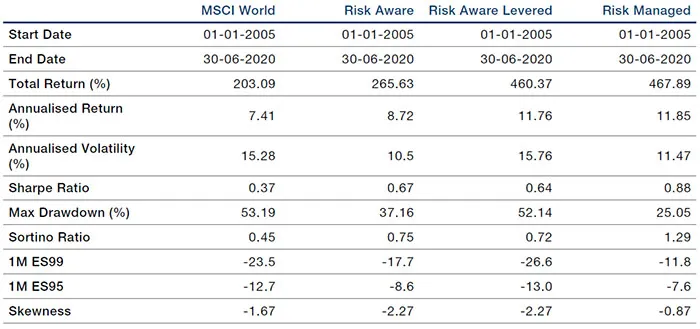 MSCI World Risk Aware Risk Aware Levered Risk Managed
Start Date 01-01-2005 01-01-2005 01-01-2005 01-01-2005
End Date 30-06-2020 30-06-2020 30-06-2020 30-06-2020
Total Return (%) 203.09 265.63 460.37 467.89
Annualised Return
(%) 7.41 8.72 11.76 11.85
Annualised Volatility
(%) 15.28 10.5 15.76 11.47
Sharpe Ratio 0.37 0.67 0.64 0.88
Max Drawdown (%) 53.19 37.16 52.14 25.05
Sortino Ratio 0.45 0.75 0.72 1.29
1M ES99 -23.5 -17.7 -26.6 -11.8
1M ES95 -12.7 -8.6 -13.0 -7.6
Skewness -1.67 -2.27 -2.27 -0.87